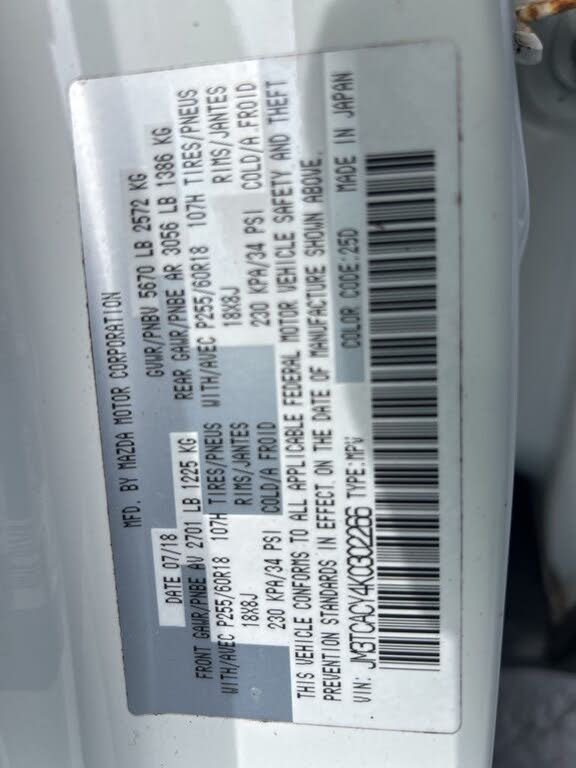 MFD. BY MAZDA MOTOR CORPORATION
DATE 07/18 GVWR/PNBV 5670 LB 2572 KG
FRONT GAWR/PNBE AV 2701 LB 1225 KG REAR GAWR/PNBE AR 3056 LB 1386 KG
WITH/AVEC P255/60R18 107H TIRES/PNEUS WITH/AVEC P255/60R18 107H TIRES/PNEUS
18X8J RIMS/JANTES 18X8J RIMS/JANTES
230 KPA/34 PSI COLD/A FROID 230 KPA/34 PSI COLD/A FROID
THIS VEHICLE CONFORMS TO ALL APPLICABLE FEDERAL MOTOR VEHICLE SAFETY AND THEFT
PREVENTION STANDARDS IN EFFECT ON THE DATE OF MANUFACTURE SHOWN ABOVE.
VIN: JM3TCACY4K0302266 TYPE:MPV COLOR CODE:25D MADE IN JAPAN